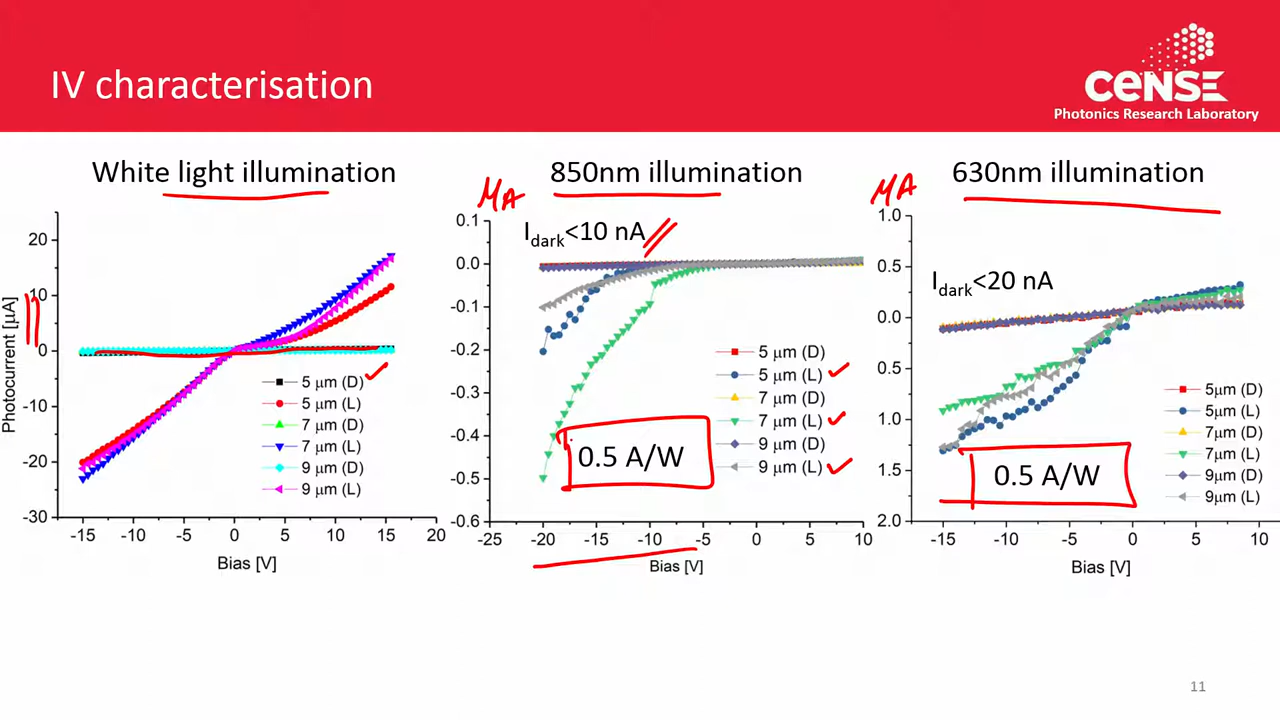 IV characterisation
CENSE
Photonics Research Laboratory
White light illumination
20
10
0
-10
-20
-30
Photocurrent [µA]
5 µm (D)
5 µm (L)
7 µm (D)
7 µm (L)
9 µm (D)
9 µm (L)
-15 -10 -5 0 5 10 15 20
Bias [V]
850nm illumination
MA
I dark<10 nA
0.1
0.0
-0.1
-0.2
-0.3
-0.4
-0.5
-0.6
5 µm (D)
5 µm (L)
7 µm (D)
7 µm (L)
9 µm (D)
9 µm (L)
0.5 A/W
-25 -20 -15 -10 -5 0 5 10
Bias [V]
630nm illumination
MA
I dark<20 nA
1.0
0.5
0.0
0.5
1.0
1.5
2.0
5µm (D)
5µm (L)
7µm (D)
7µm (L)
9µm (D)
9µm (L)
0.5 A/W
-15 -10 -5 0 5 10
Bias [V]
11